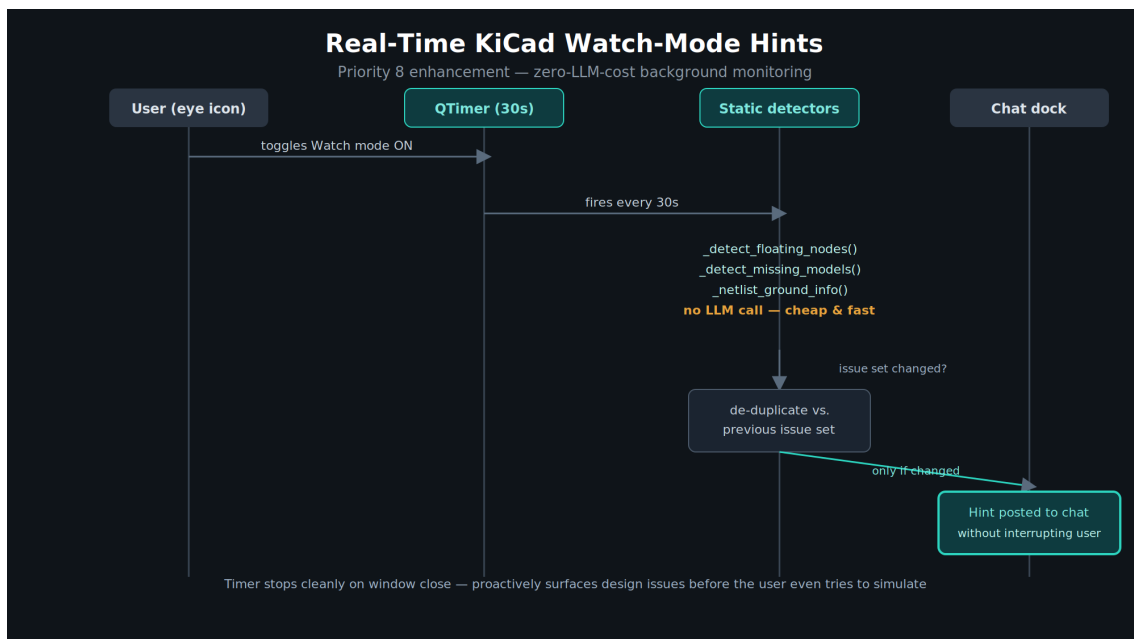 Real-Time KiCad Watch-Mode Hints
Priority 8 enhancement — zero-LLM-cost background monitoring
User (eye icon)
QTimer (30s)
Static detectors
Chat dock
toggles Watch mode ON
fires every 30s
_detect_floating_nodes()
_detect_missing_models()
_netlist_ground_info()
no LLM call — cheap & fast
issue set changed?
de-duplicate vs.
previous issue set
only if changed
Hint posted to chat
without interrupting user
Timer stops cleanly on window close — proactively surfaces design issues before the user even tries to simulate